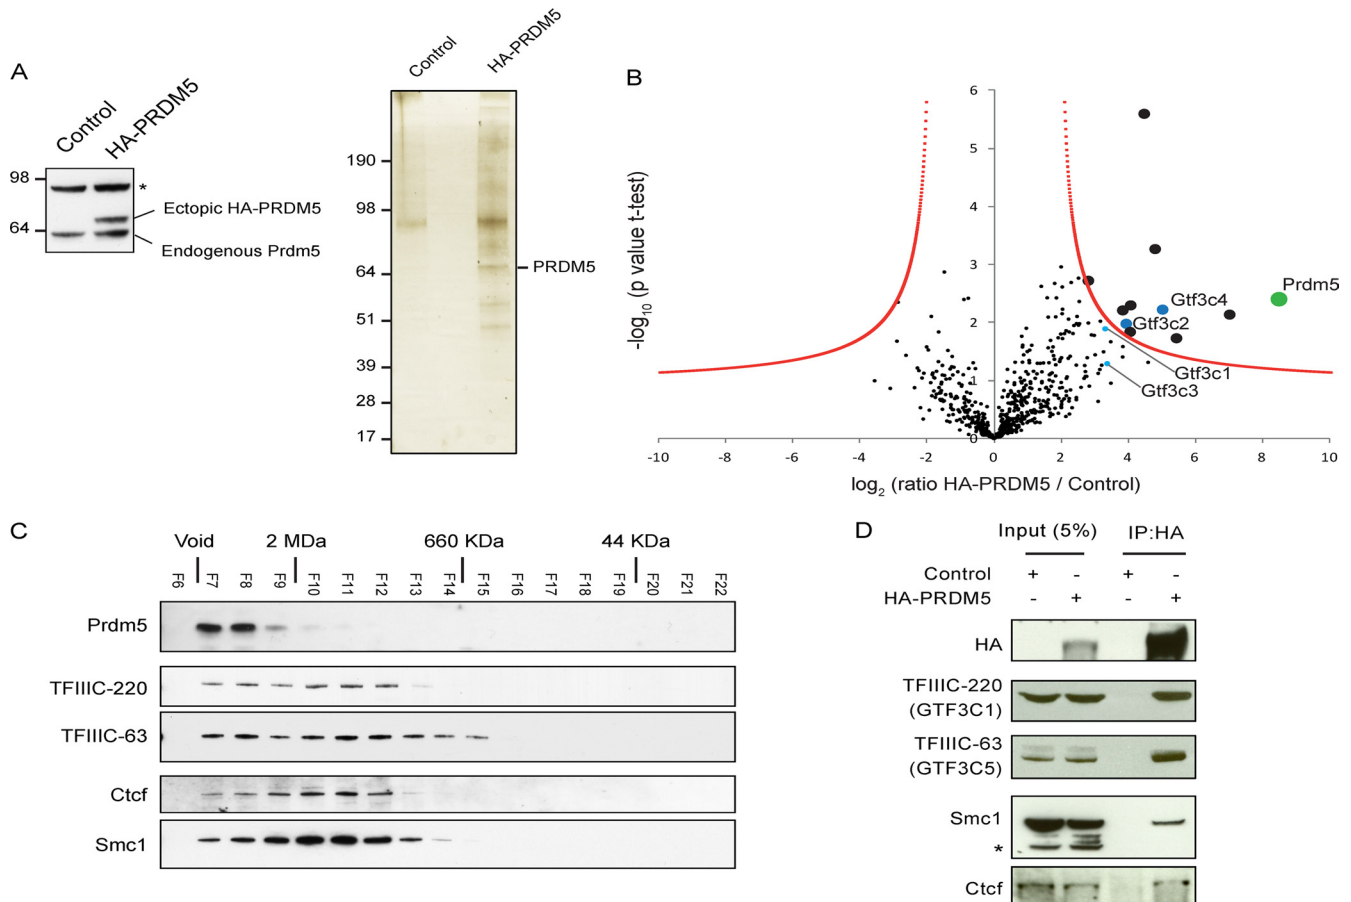 A
Control
HA-PRDM5
98
64
*
Ectopic HA-PRDM5
Endogenous Prdm5
Control
HA-PRDM5
190
98
64
51
39
28
17
PRDM5
B
-log10 (p value t-test)
6
5
4
3
2
1
0
-10
-8
-6
-4
-2
0
2
4
6
8
10
log2 (ratio HA-PRDM5 / Control)
Prdm5
Gtf3c4
Gtf3c2
Gtf3c1
Gtf3c3
C
Void
2 MDa
660 KDa
44 KDa
F6 F7 F8 F9 F10 F11 F12 F13 F14 F15 F16 F17 F18 F19 F20 F21 F22
Prdm5
TFIIIC-220
TFIIIC-63
Ctcf
Smc1
D
Input (5%)
IP:HA
Control + - + -
HA-PRDM5 - + - +
HA
TFIIIC-220
(GTF3C1)
TFIIIC-63
(GTF3C5)
Smc1
*
Ctcf